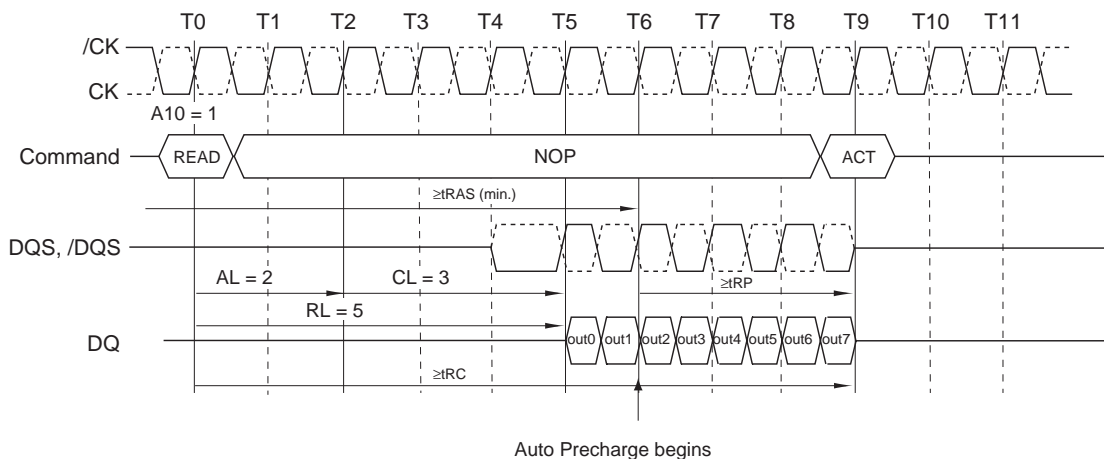 T0 T1 T2 T3 T4 T5 T6 T7 T8 T9 T10 T11
/CK
CK
A10 = 1
Command READ NOP ACT
≥tRAS (min.)
DQS, /DQS
AL = 2 CL = 3 ≥tRP
RL = 5
DQ out0 out1 out2 out3 out4 out5 out6 out7
≥tRC
Auto Precharge begins